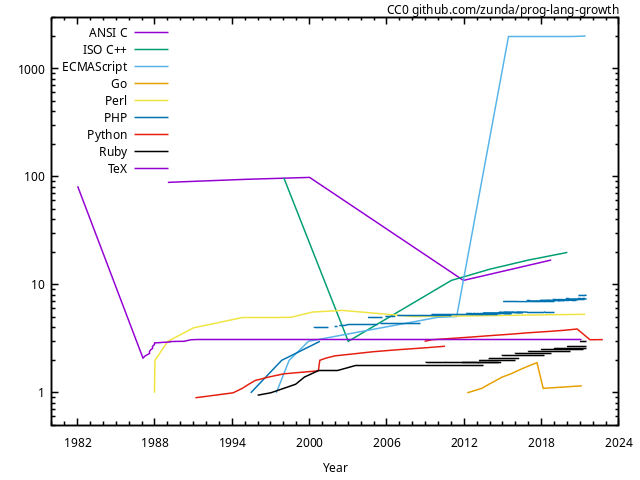 CC0 github.com/zunda/prog-lang-growth
ANSI C
ISO C++
ECMAScript
Go
Perl
PHP
Python
Ruby
TeX
1000
100
10
1
1982 1988 1994 2000 2006 2012 2018 2024
Year